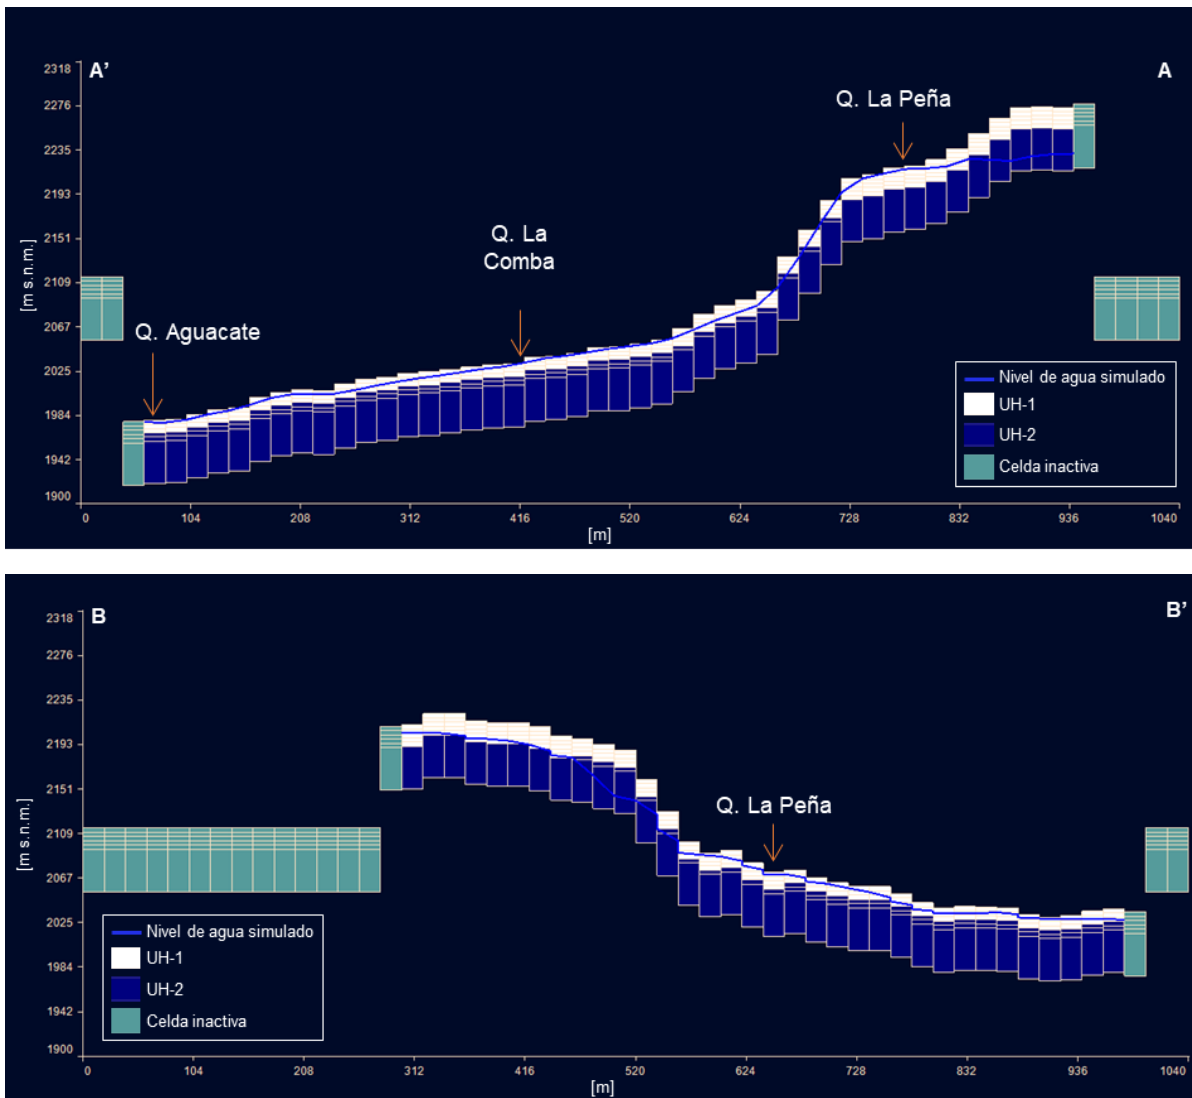 A'
A
2318
2276
2235
2193
2151
2109
2067
2025
1984
1942
1900
[m s.n.m.]
Q. La Peña
Q. La
Comba
Q. Aguacate
Nivel de agua simulado
UH-1
UH-2
Celda inactiva
0 104 208 312 416 520 624 728 832 936 1040
[m]
B
B'
2318
2276
2235
2193
2151
2109
2067
2025
1984
1942
1900
[m s.n.m.]
Q. La Peña
Nivel de agua simulado
UH-1
UH-2
Celda inactiva
0 104 208 312 416 520 624 728 832 936 1040
[m]